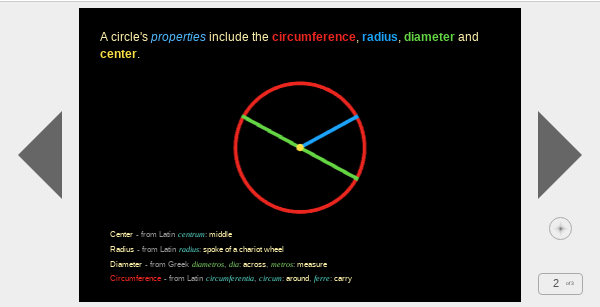 A circle's properties include the circumference, radius, diameter and
center.
Center - from Latin centrum: middle
Radius - from Latin radius: spoke of a chariot wheel
Diameter - from Greek diametros, dia: across, metros: measure
Circumference - from Latin circumferentia, circum: around, ferre: carry
2